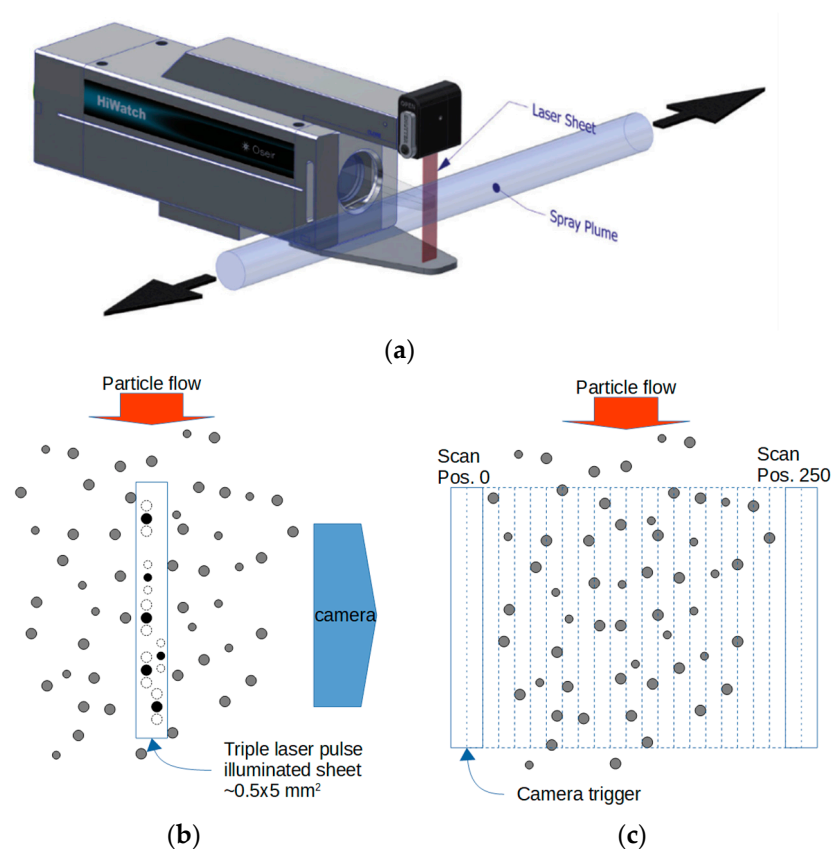 HiWatch
Oser
OPEN
Laser Sheet
Spray Plume
(a)
Particle flow
camera
Triple laser pulse
illuminated sheet
~0.5x5 mm²
(b)
Particle flow
Scan
Pos. 0
Scan
Pos. 250
Camera trigger
(c)